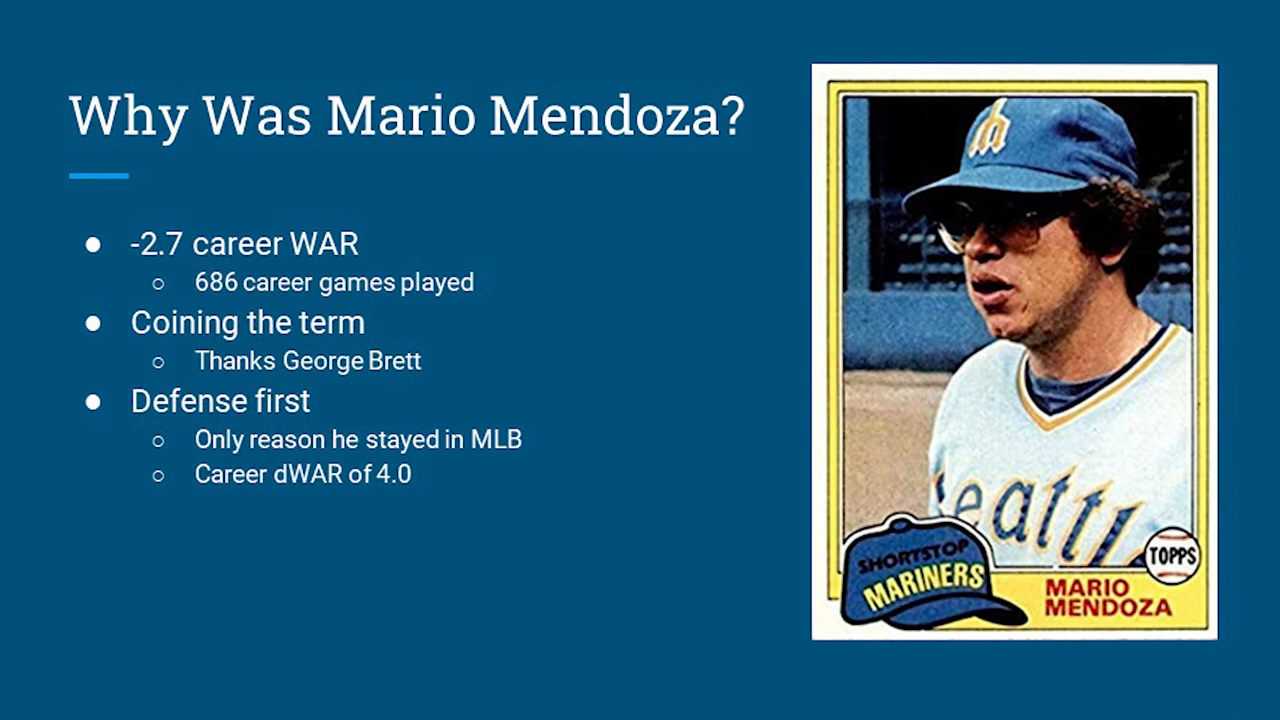 Why Was Mario Mendoza?
● -2.7 career WAR
○ 686 career games played
● Coining the term
○ Thanks George Brett
● Defense first
○ Only reason he stayed in MLB
○ Career dWAR of 4.0
m
eattl
SHORTSTOP
MARINERS
TOPPS
MARIO
MENDOZA